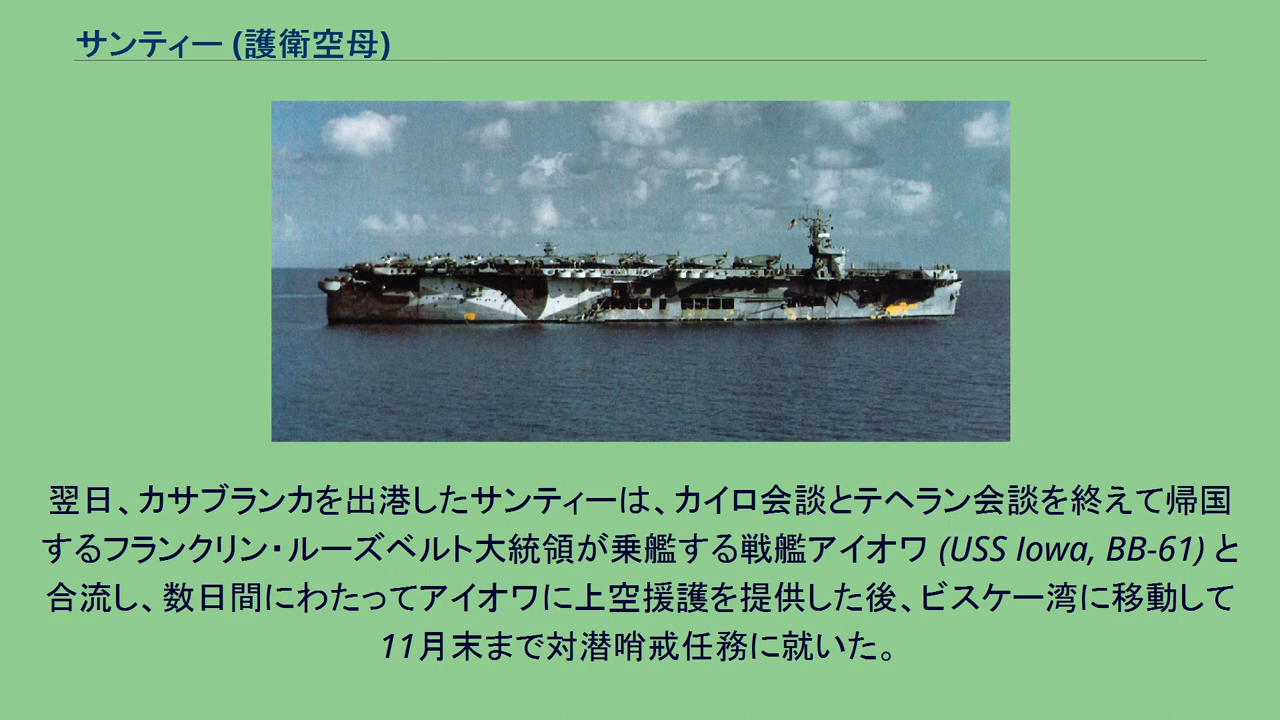 サンティー (護衛空母)
翌日、カサブランカを出港したサンティーは、カイロ会談とテヘラン会談を終えて帰国
するフランクリン・ルーズベルト大統領が乗艦する戦艦アイオワ (USS Iowa, BB-61) と
合流し、数日間にわたってアイオワに上空援護を提供した後、ビスケー湾に移動して
11月末まで対潜哨戒任務に就いた。